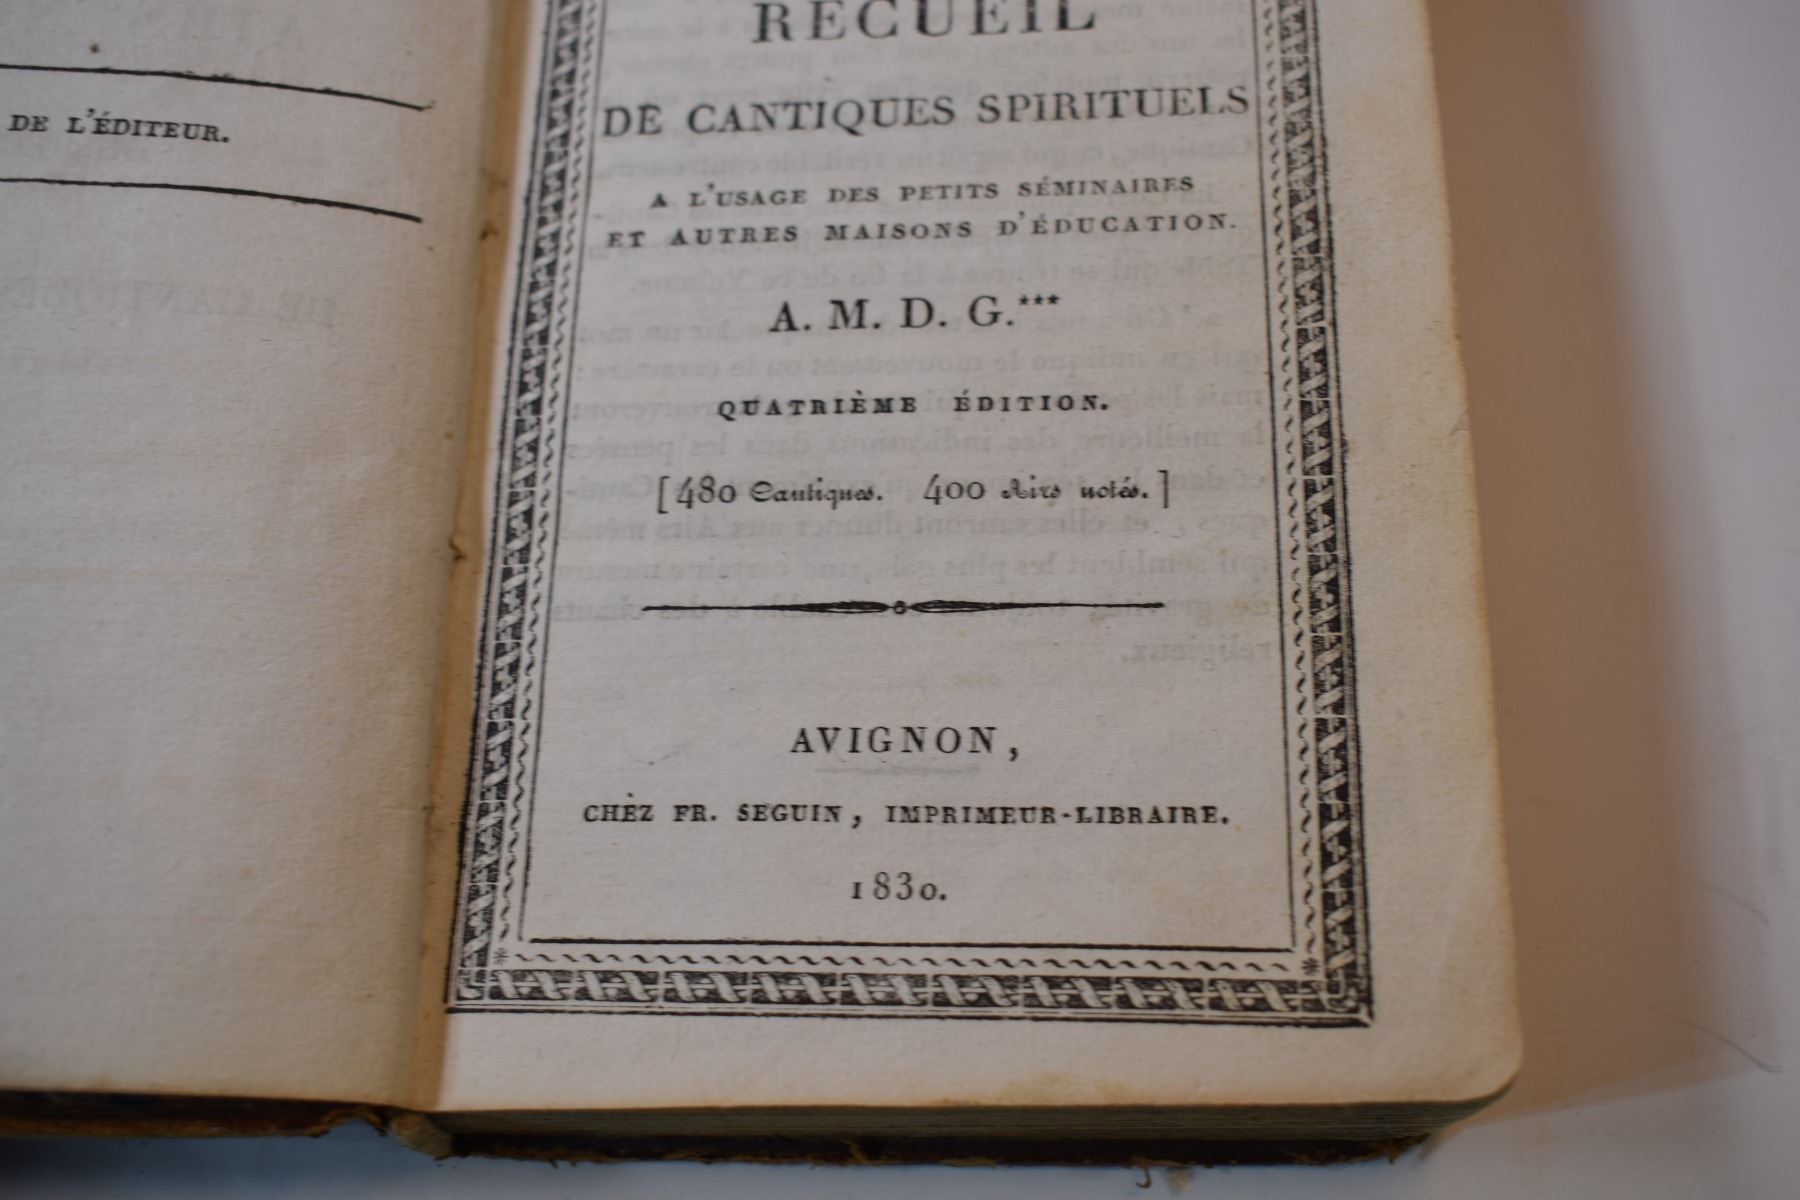 DE L'ÉDITEUR.
RECUEIL
DE CANTIQUES SPIRITUELS
A L'USAGE DES PETITS SÉMINAIRES
ET AUTRES MAISONS D'ÉDUCATION.
A. M. D. G.***
QUATRIÈME ÉDITION.
[480 Cantiques. 400 Airs notés.]
AVIGNON,
CHEZ FR. SEGUIN, IMPRIMEUR-LIBRAIRE.
1830.